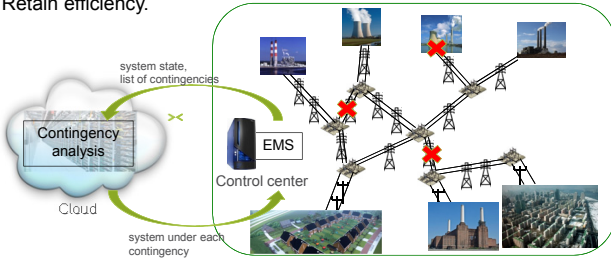 Retain efficiency.
system state,
list of contingencies
Contingency
analysis
EMS
Control center
Cloud
system under each
contingency